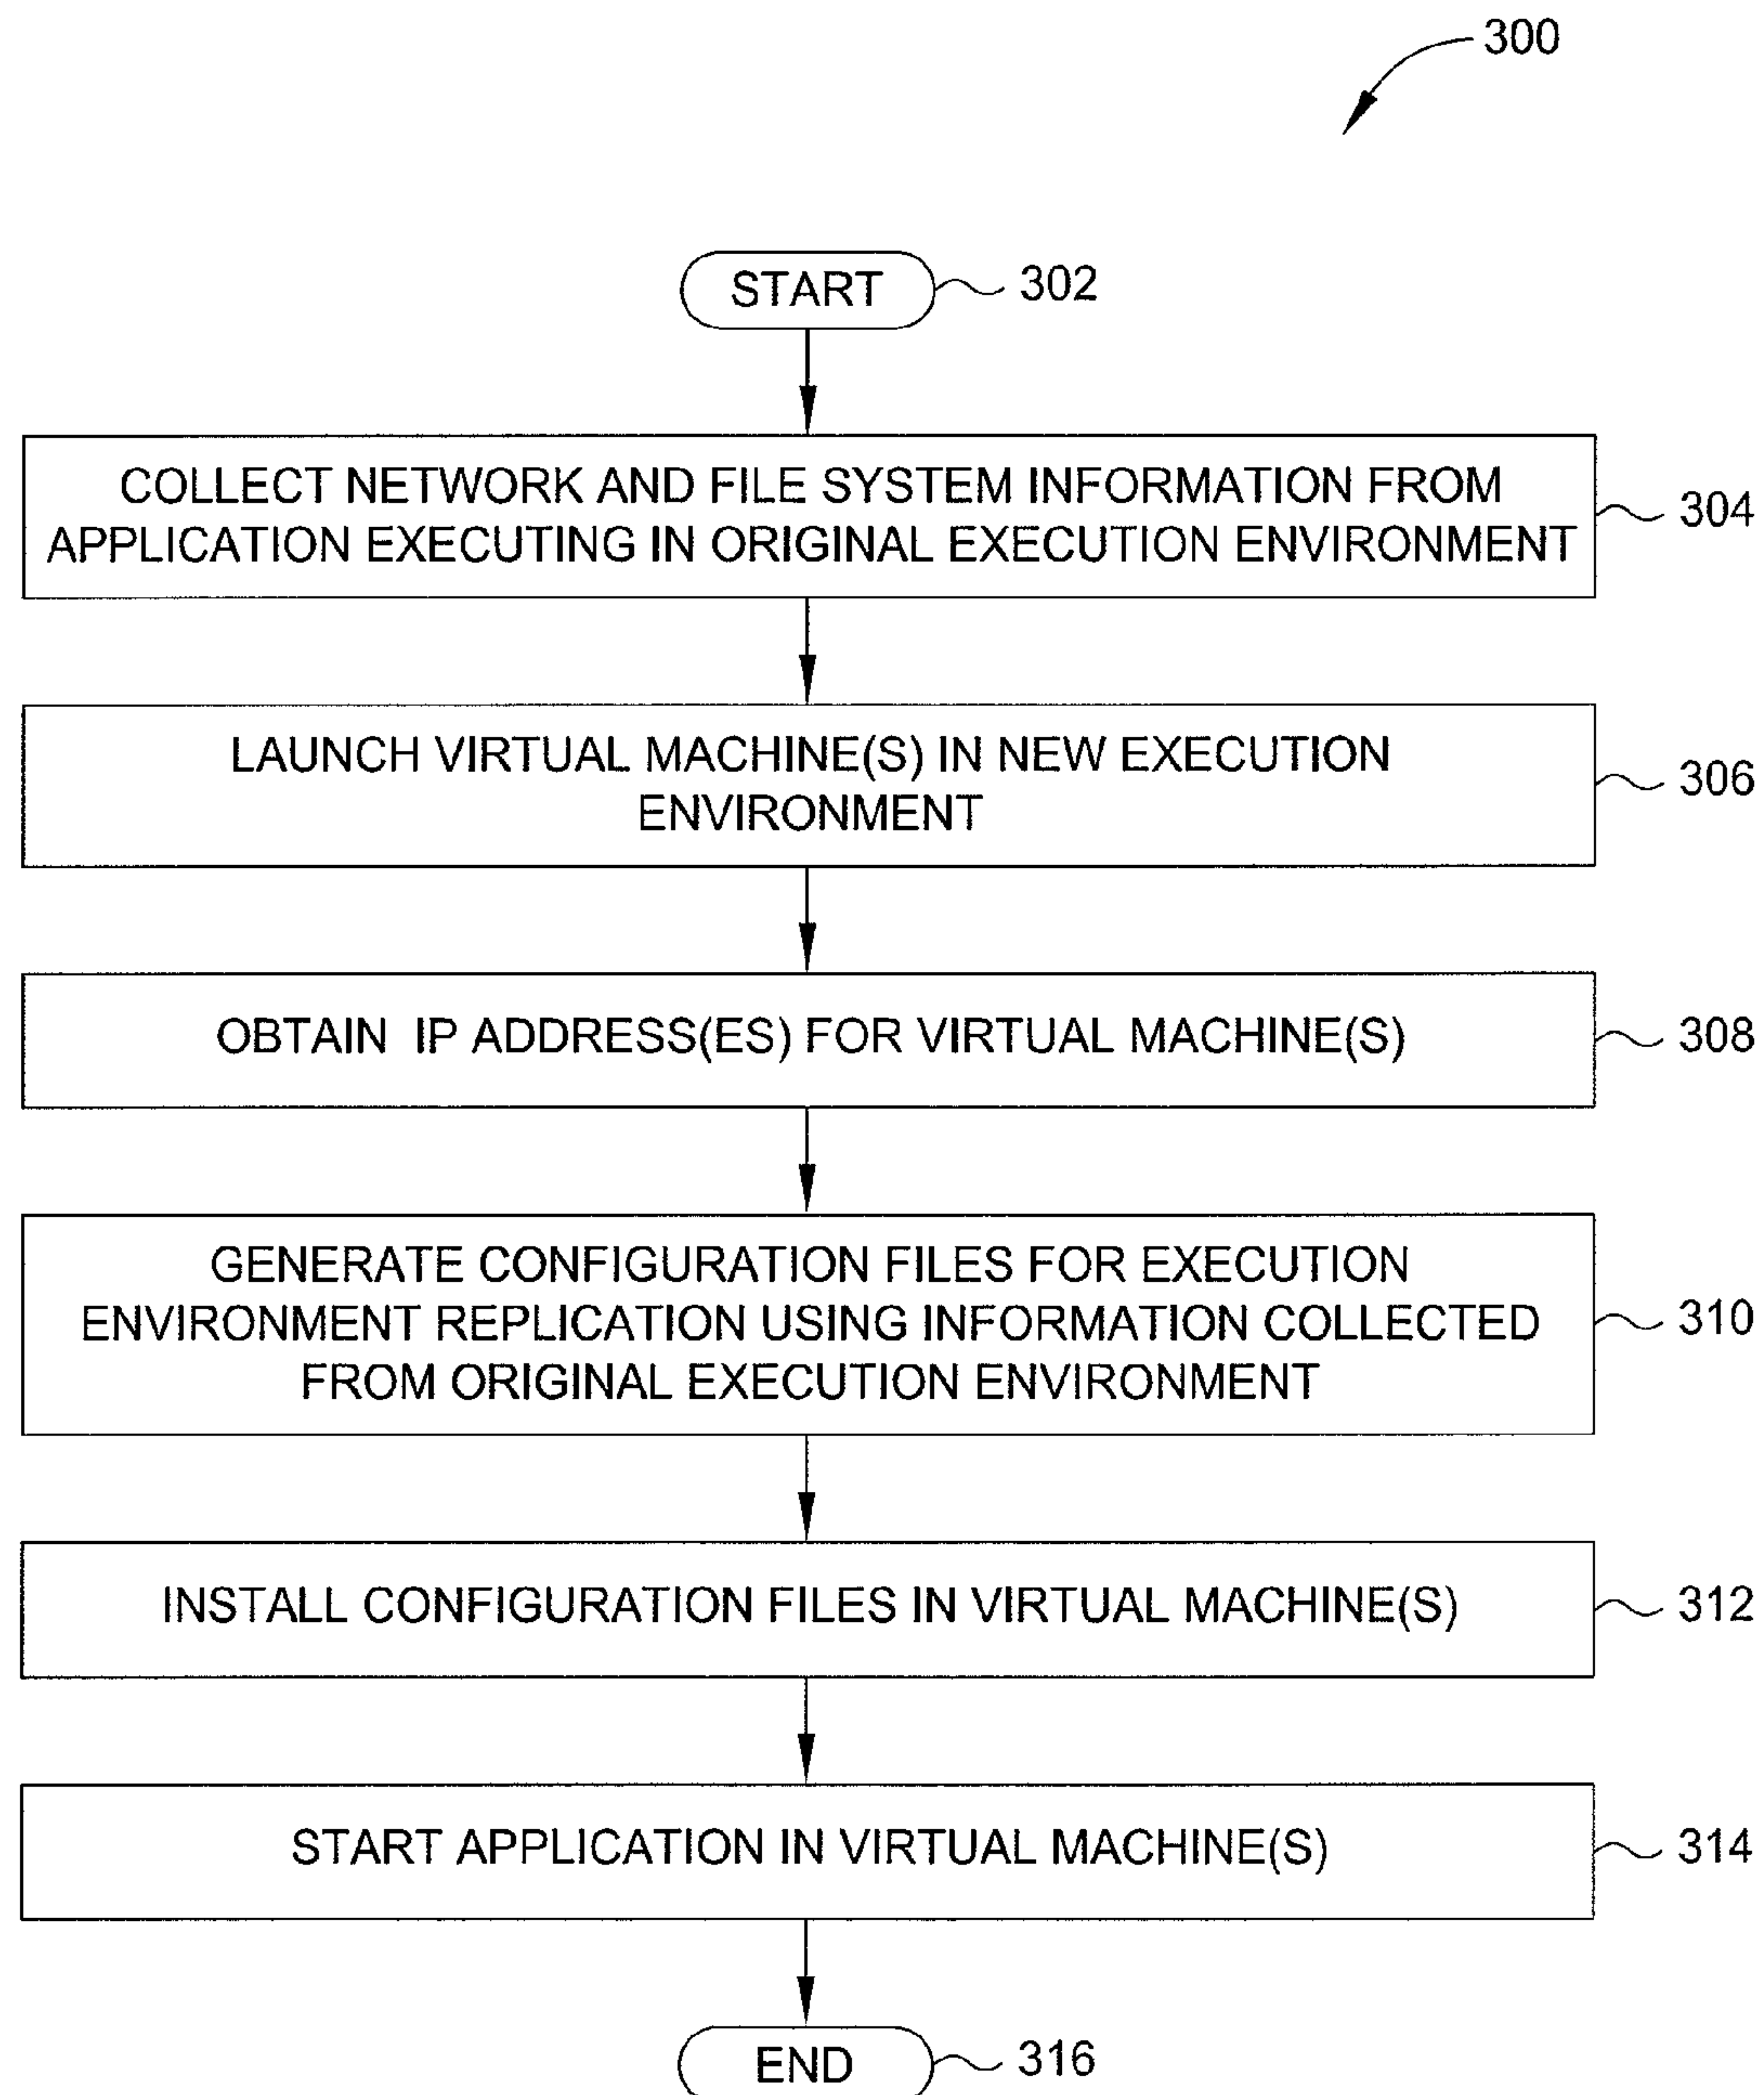 300
START
302
COLLECT NETWORK AND FILE SYSTEM INFORMATION FROM
APPLICATION EXECUTING IN ORIGINAL EXECUTION ENVIRONMENT
304
LAUNCH VIRTUAL MACHINE(S) IN NEW EXECUTION
ENVIRONMENT
306
OBTAIN IP ADDRESS(ES) FOR VIRTUAL MACHINE(S)
308
GENERATE CONFIGURATION FILES FOR EXECUTION
ENVIRONMENT REPLICATION USING INFORMATION COLLECTED
FROM ORIGINAL EXECUTION ENVIRONMENT
310
INSTALL CONFIGURATION FILES IN VIRTUAL MACHINE(S)
312
START APPLICATION IN VIRTUAL MACHINE(S)
314
END
316